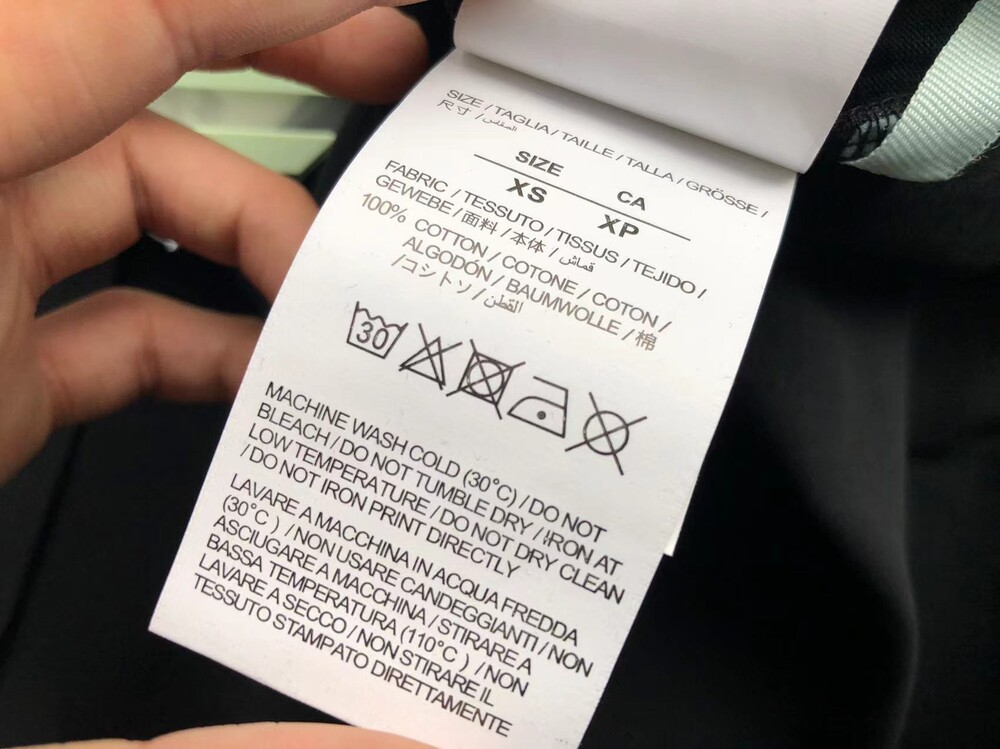 SIZE / TAGLIA / TAILLE / TALLA / GRÖSSE /
尺寸 / المقاس
SIZE CA
XS XP
FABRIC / TESSUTO / TISSUS / TEJIDO /
GEWEBE / 面料 / 本体 / قماش
100% COTTON / COTONE / COTON /
ALGODÓN / BAUMWOLLE / 棉
/ コシトソ / القطن
30
MACHINE WASH COLD (30°C) / DO NOT
BLEACH / DO NOT TUMBLE DRY / IRON AT
LOW TEMPERATURE / DO NOT DRY CLEAN
/ DO NOT IRON PRINT DIRECTLY
LAVARE A MACCHINA IN ACQUA FREDDA
(30°C ) / NON USARE CANDEGGIANTI / NON
ASCIUGARE A MACCHINA / STIRARE A
BASSA TEMPERATURA (110°C ) / NON
LAVARE A SECCO / NON STIRARE IL
TESSUTO STAMPATO DIRETTAMENTE